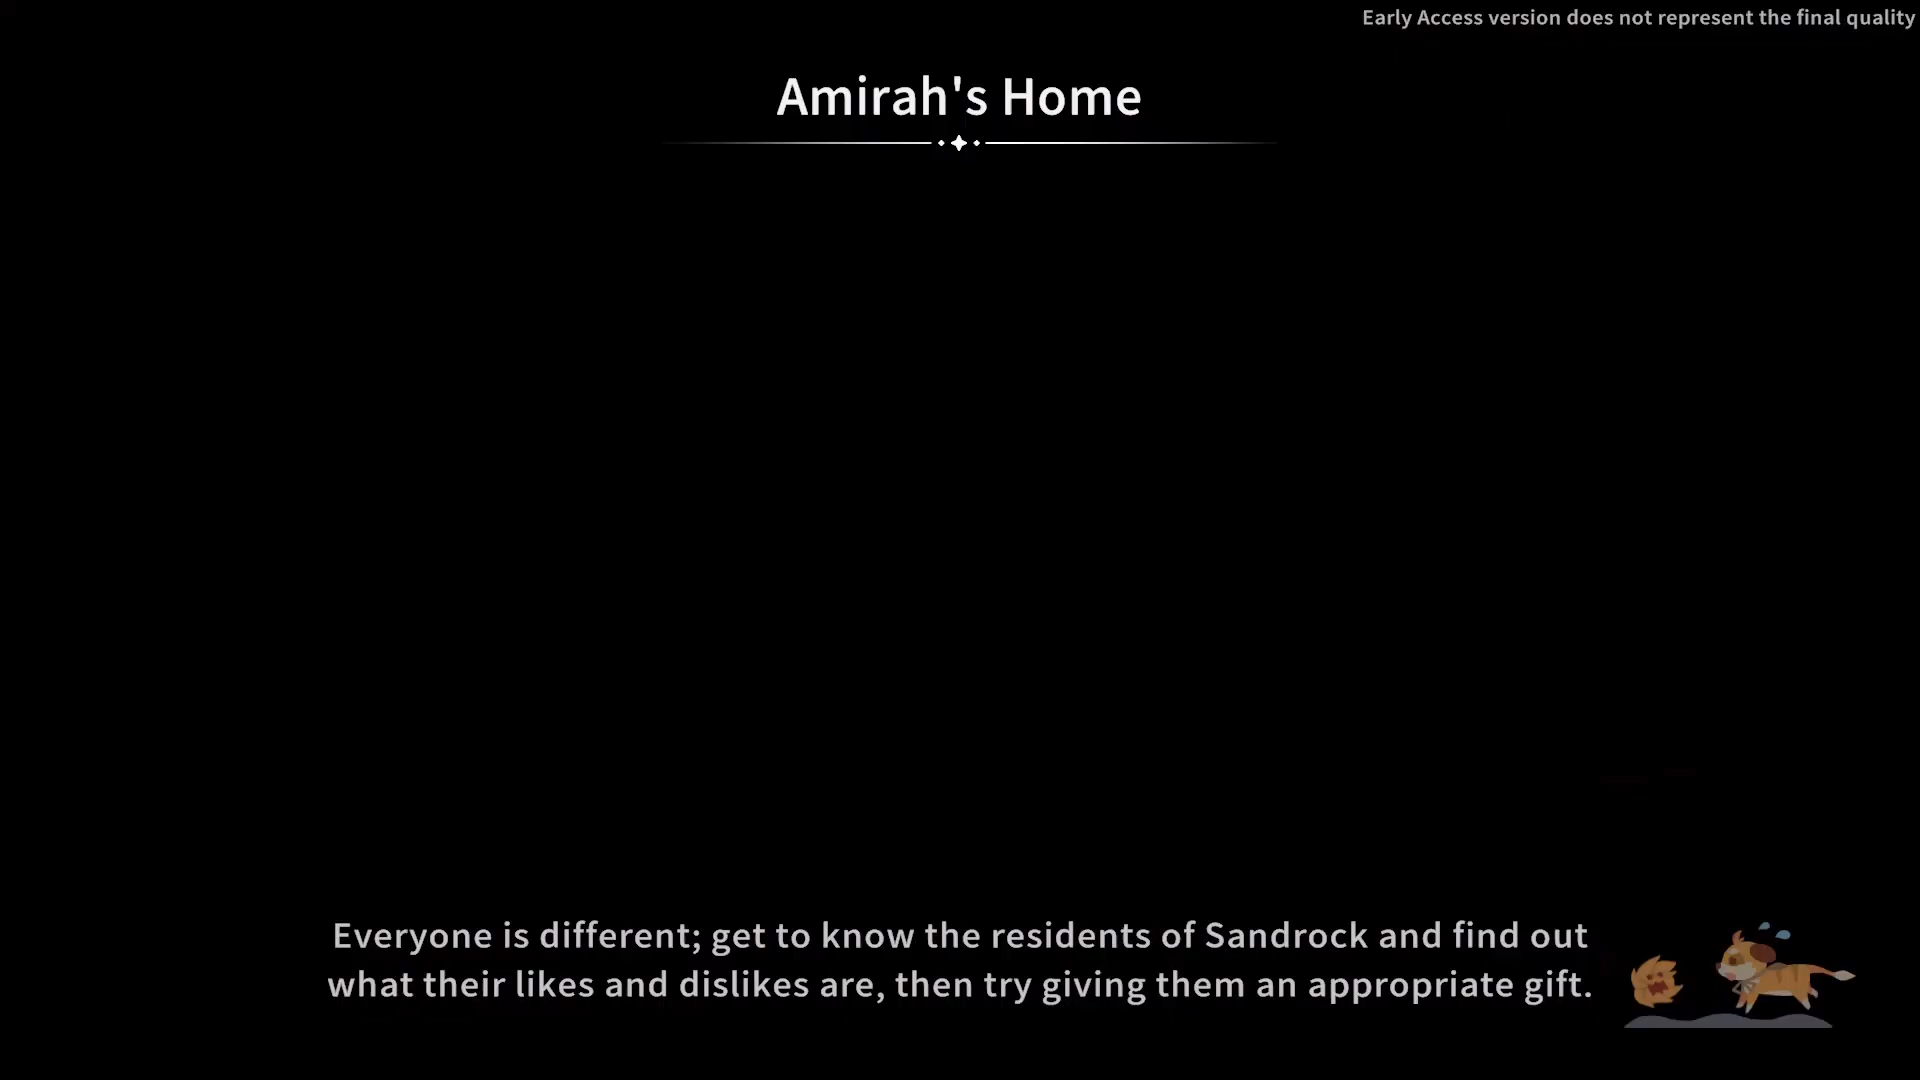 Early Access version does not represent the final quality
Amirah's Home
Everyone is different; get to know the residents of Sandrock and find out
what their likes and dislikes are, then try giving them an appropriate gift.